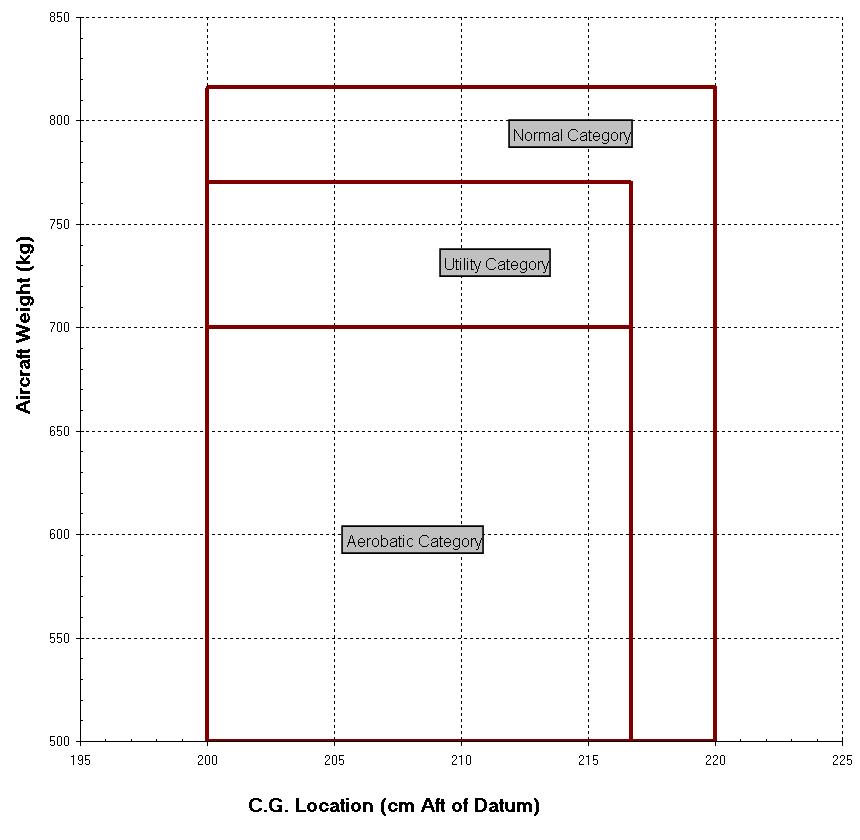 850
800
Normal Category
750
Utility Category
700
650
600
Aerobatic Category
550
500
195 200 205 210 215 220 225
Aircraft Weight (kg)
C.G. Location (cm Aft of Datum)